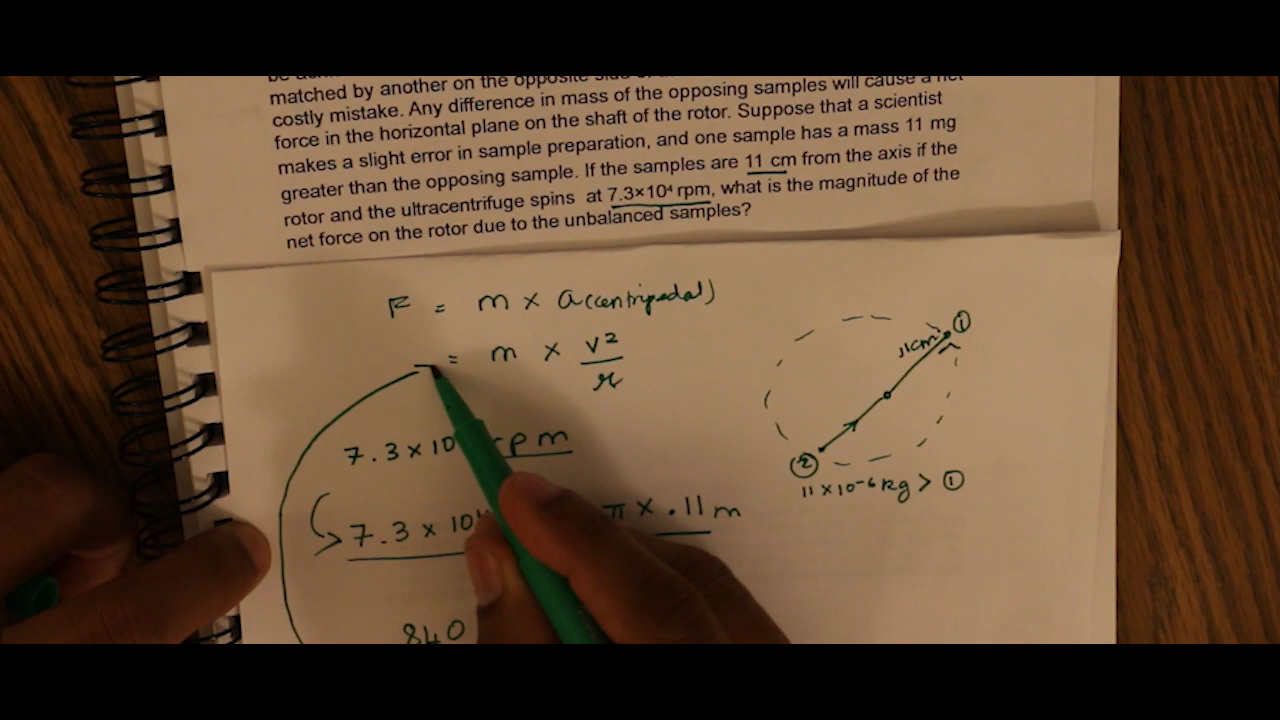 matched by another on the opposite side
costly mistake. Any difference in mass of the opposing samples will cause a net
force in the horizontal plane on the shaft of the rotor. Suppose that a scientist
makes a slight error in sample preparation, and one sample has a mass 11 mg
greater than the opposing sample. If the samples are 11 cm from the axis if the
rotor and the ultracentrifuge spins at 7.3×10⁴ rpm, what is the magnitude of the
net force on the rotor due to the unbalanced samples?
F = m × a(centripedal)
= m × v²/r
7.3 × 10 rpm
7.3 × 10⁴ π × .11 m
840
① 11cm
②
11 × 10⁻⁶ kg > ①